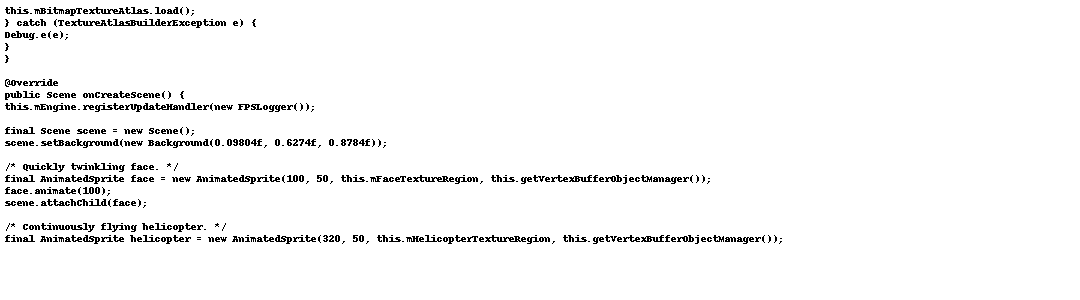 this.mBitmapTextureAtlas.load();
} catch (TextureAtlasBuilderException e) {
Debug.e(e);
}
}

@Override
public Scene onCreateScene() {
this.mEngine.registerUpdateHandler(new FPSLogger());

final Scene scene = new Scene();
scene.setBackground(new Background(0.09804f, 0.6274f, 0.8784f));

/* Quickly twinkling face. */
final AnimatedSprite face = new AnimatedSprite(100, 50, this.mFaceTextureRegion, this.getVertexBufferObjectManager());
face.animate(100);
scene.attachChild(face);

/* Continuously flying helicopter. */
final AnimatedSprite helicopter = new AnimatedSprite(320, 50, this.mHelicopterTextureRegion, this.getVertexBufferObjectManager());